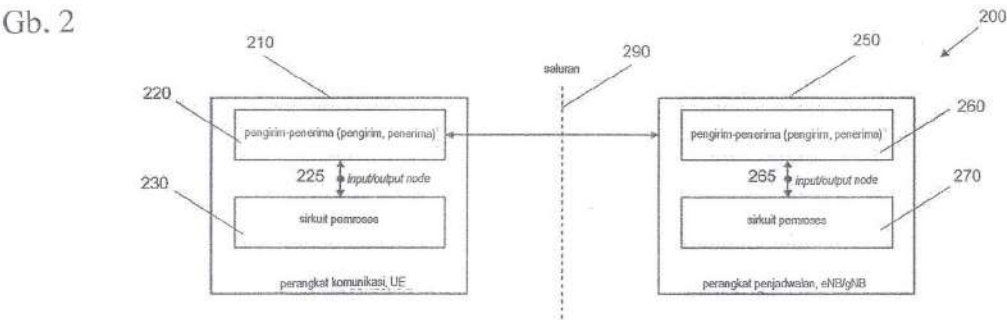 Gb. 2
200
210
saluran
290
250
220
pengirim-penerima (pengirim, penerima)
pengirim-penerima (pengirim, penerima)
260
225
input/output node
265
input/output node
230
sirkuit pemroses
sirkuit pemroses
270
perangkat komunikasi, UE
perangkat penjadwalan, eNB/gNB